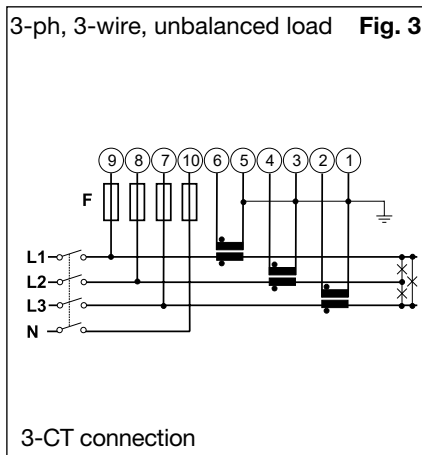 3-ph, 3-wire, unbalanced load Fig. 3
9 8 7 10 6 5 4 3 2 1
F
L1
L2
L3
N
3-CT connection